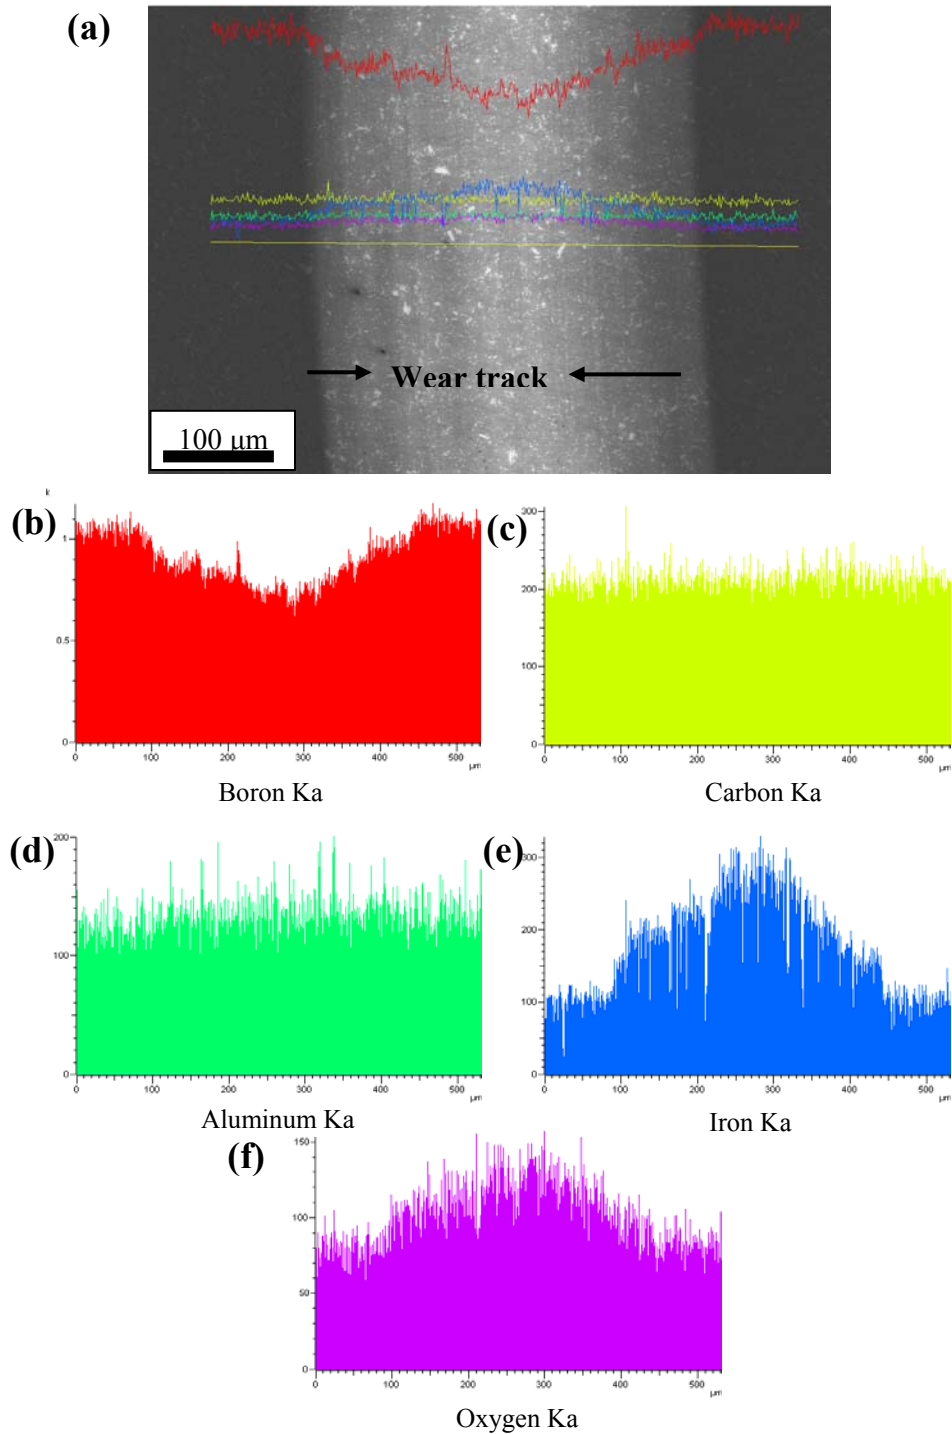 (a)
Wear track
100 μm
k
(b)
1
0.5
0
0 100 200 300 400 500
μm
Boron Ka
(c)
300
200
100
0
0 100 200 300 400 500
μm
Carbon Ka
(d)
200
100
0
0 100 200 300 400 500
μm
Aluminum Ka
(e)
300
200
100
0
0 100 200 300 400 500
μm
Iron Ka
(f)
150
100
50
0
0 100 200 300 400 500
μm
Oxygen Ka